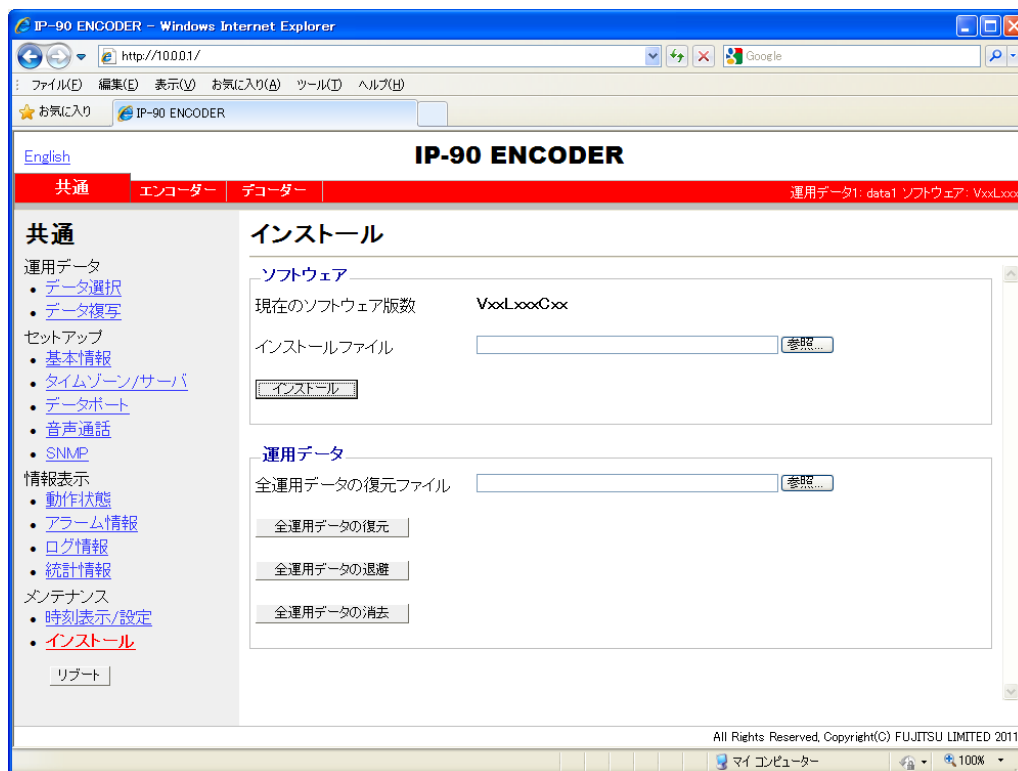 IP-90 ENCODER - Windows Internet Explorer
http://10.0.0.1/
Google
ファイル(F) 編集(E) 表示(V) お気に入り(A) ツール(T) ヘルプ(H)
お気に入り IP-90 ENCODER
English
IP-90 ENCODER
共通 エンコーダー デコーダー 運用データ1: data1 ソフトウェア: VxxLxxx
共通
運用データ
データ選択
データ複写
セットアップ
基本情報
タイムゾーン/サーバ
データポート
音声通話
SNMP
情報表示
動作状態
アラーム情報
ログ情報
統計情報
メンテナンス
時刻表示/設定
インストール
リブート
インストール
ソフトウェア
現在のソフトウェア版数 VxxLxxxCxx
インストールファイル 参照...
インストール
運用データ
全運用データの復元ファイル 参照...
全運用データの復元
全運用データの退避
全運用データの消去
All Rights Reserved, Copyright(C) FUJITSU LIMITED 2011
マイ コンピューター 100%